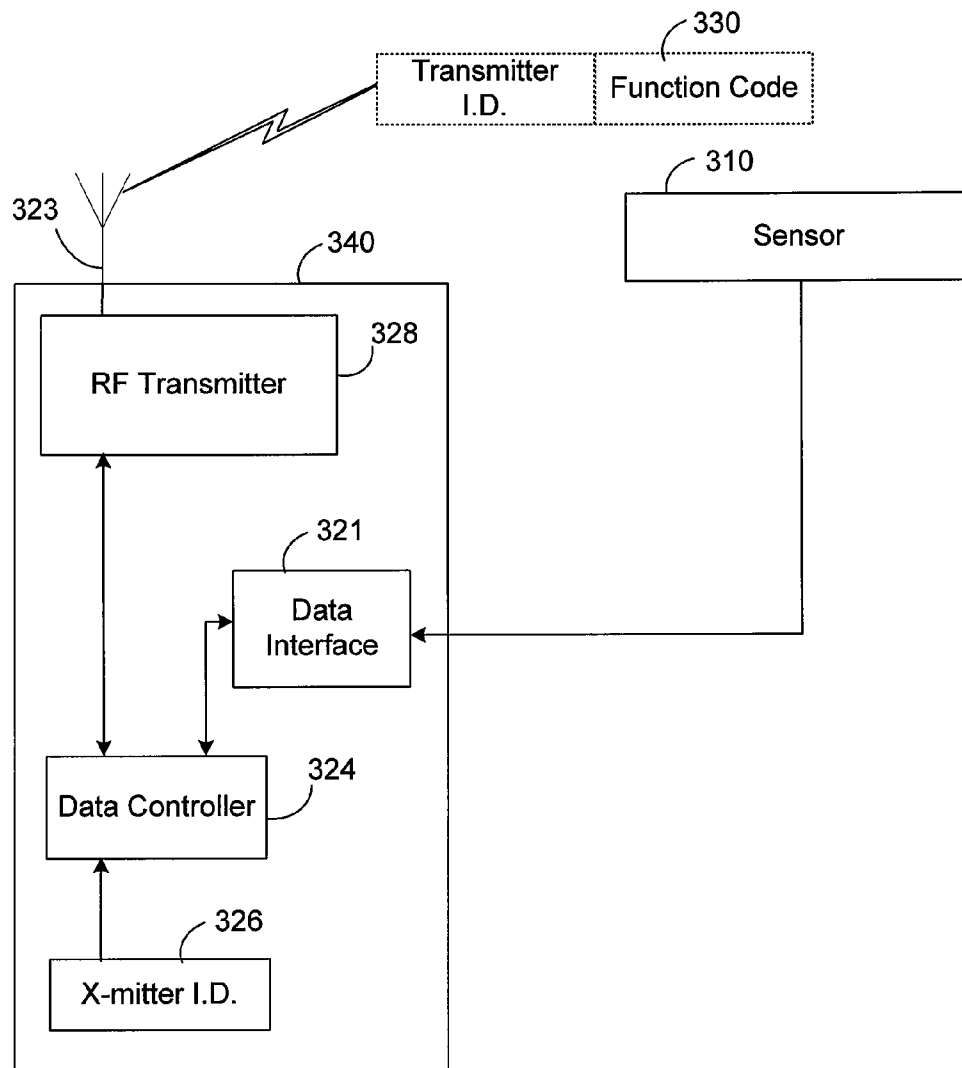 330
Transmitter
I.D.
Function Code
310
Sensor
323
340
RF Transmitter
328
321
Data
Interface
Data Controller
324
326
X-mitter I.D.